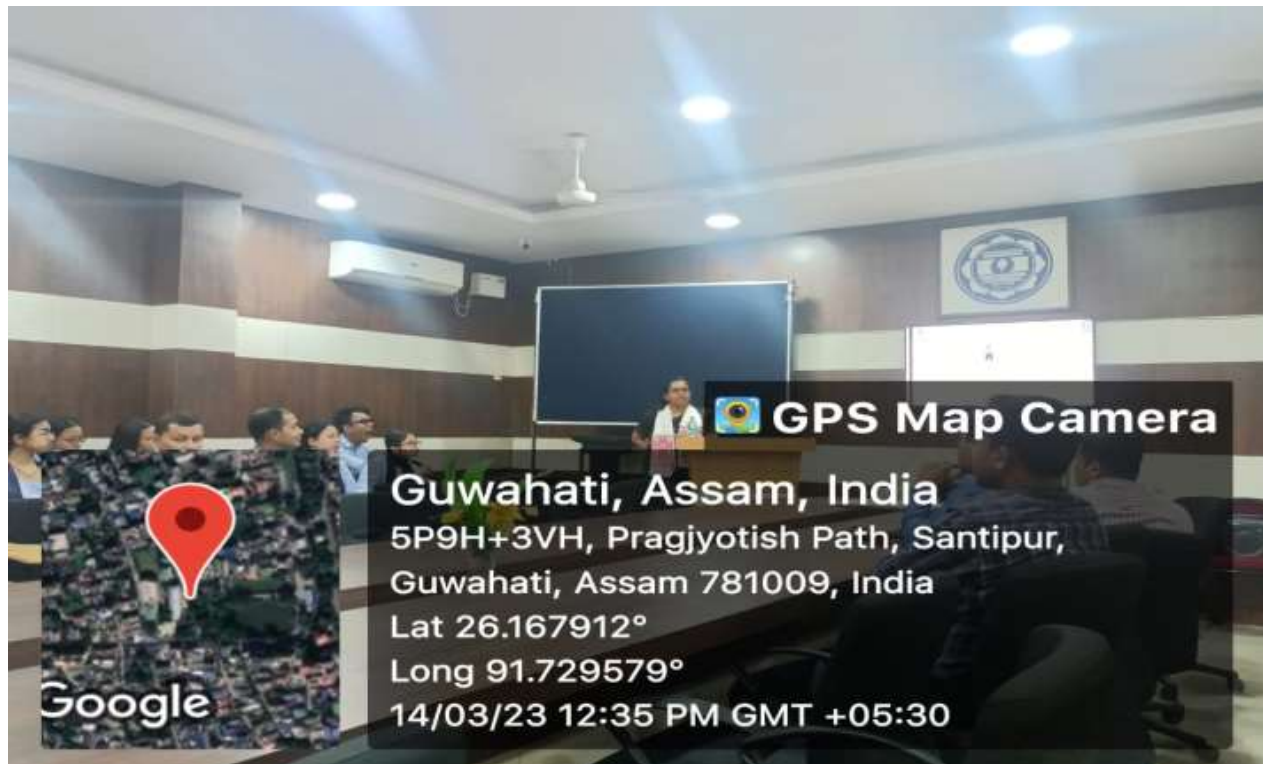 GPS Map Camera
Guwahati, Assam, India
5P9H+3VH, Pragjyotish Path, Santipur,
Guwahati, Assam 781009, India
Lat 26.167912°
Long 91.729579°
14/03/23 12:35 PM GMT +05:30
Google